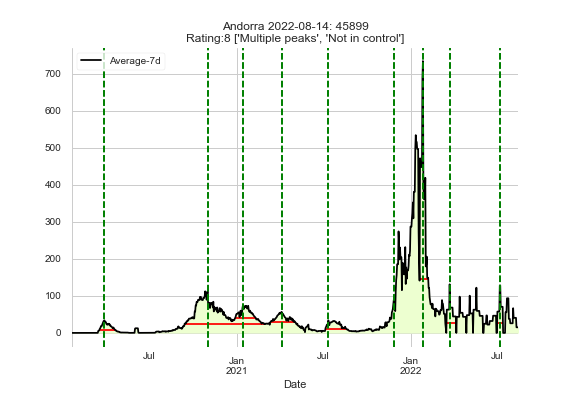 Andorra 2022-08-14: 45899
Rating:8 ['Multiple peaks', 'Not in control']
Average-7d
700
600
500
400
300
200
100
0
Jul
Jan
2021
Jul
Jan
2022
Jul
Date